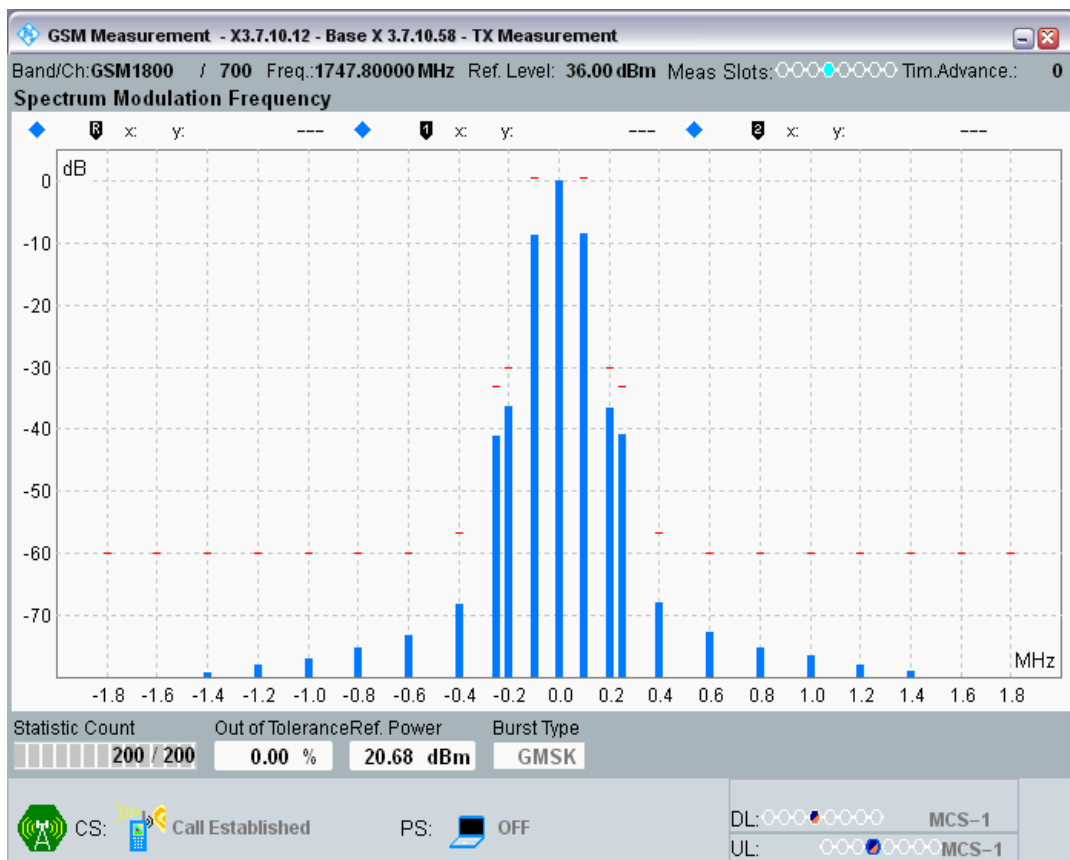 GSM Measurement - X3.7.10.12 - Base X 3.7.10.58 - TX Measurement
Band/Ch:GSM1800 / 700 Freq.:1747.80000 MHz Ref. Level: 36.00 dBm Meas Slots: Tim.Advance.: 0
Spectrum Modulation Frequency
R x: y: --- 1 x: y: --- 2 x: y: ---
dB
0
-10
-20
-30
-40
-50
-60
-70
MHz
-1.8 -1.6 -1.4 -1.2 -1.0 -0.8 -0.6 -0.4 -0.2 0.0 0.2 0.4 0.6 0.8 1.0 1.2 1.4 1.6 1.8
Statistic Count Out of Tolerance Ref. Power Burst Type
200 / 200 0.00 % 20.68 dBm GMSK
CS: Call Established PS: OFF
DL: MCS-1
UL: MCS-1